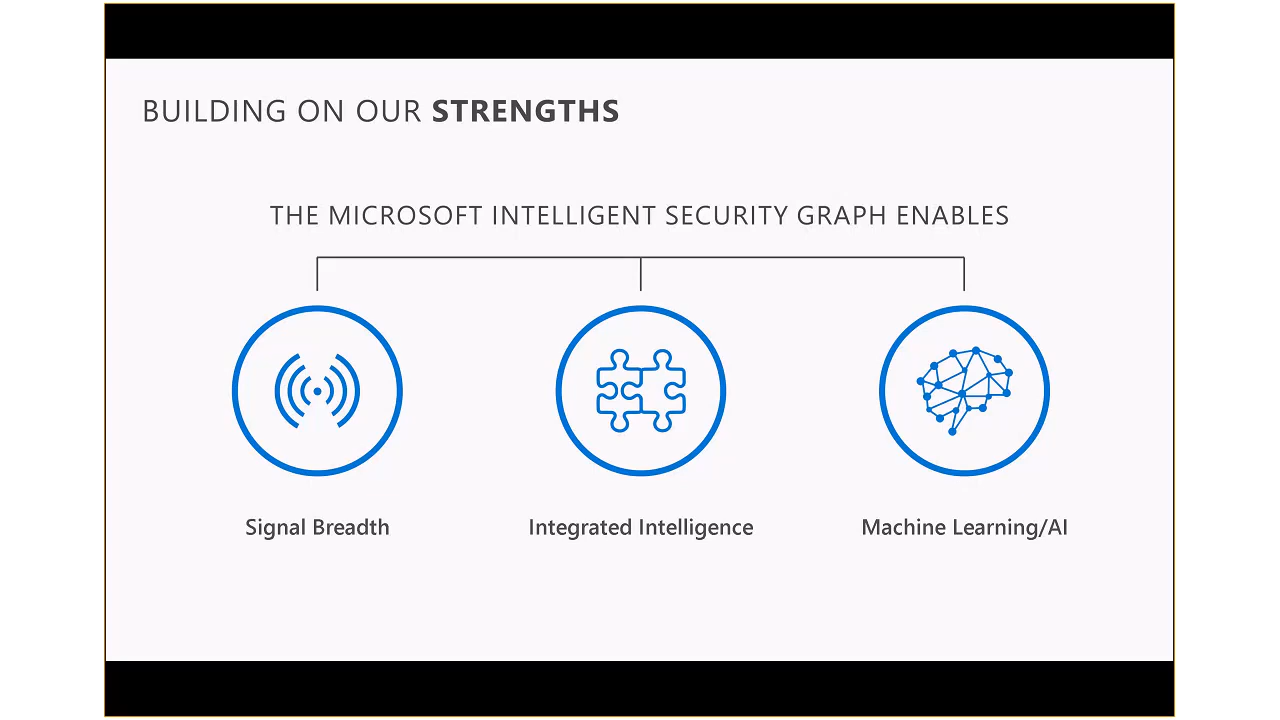 BUILDING ON OUR STRENGTHS
THE MICROSOFT INTELLIGENT SECURITY GRAPH ENABLES
Signal Breadth
Integrated Intelligence
Machine Learning/AI